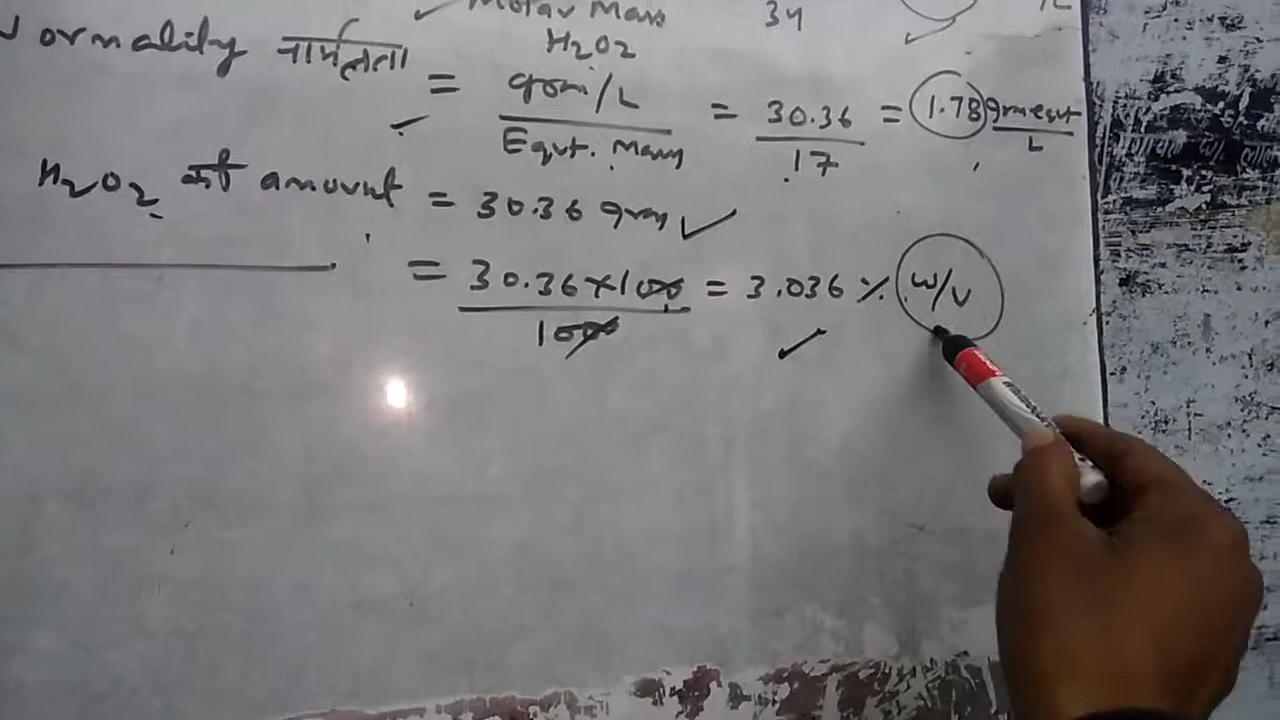 Molar Mass 34
Normality नार्मलता H₂O₂
= gm/L / Eqvt. Mass = 30.36 / 17 = 1.78 gmeqvt / L
H₂O₂ की amount = 30.36 gm
= 30.36 × 100 / 1000 = 3.036 % w/v